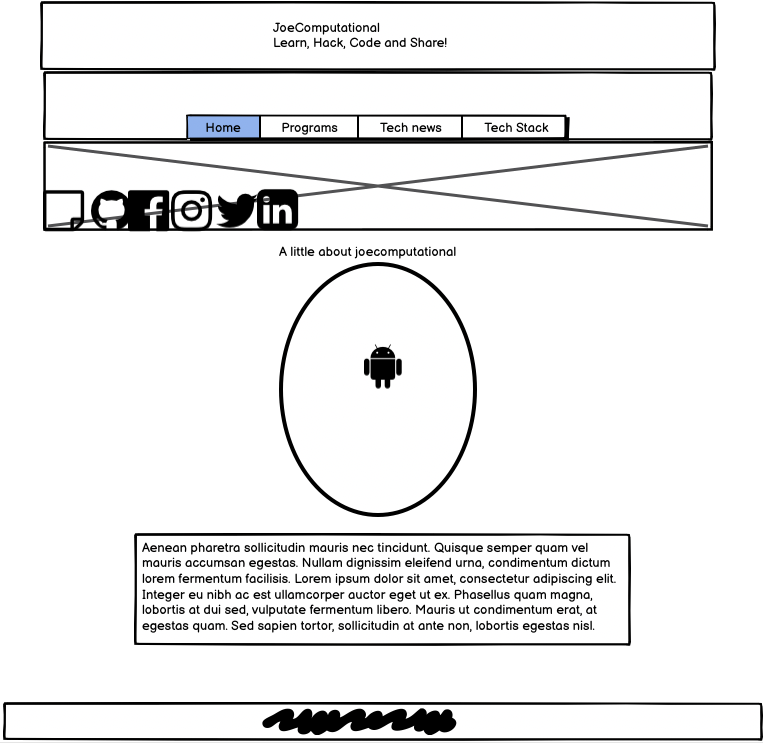 JoeComputational
Learn, Hack, Code and Share!
Home Programs Tech news Tech Stack
A little about joecomputational
Aenean pharetra sollicitudin mauris nec tincidunt. Quisque semper quam vel
mauris accumsan egestas. Nullam dignissim eleifend urna, condimentum dictum
lorem fermentum facilisis. Lorem ipsum dolor sit amet, consectetur adipiscing elit.
Integer eu nibh ac est ullamcorper auctor eget ut ex. Phasellus quam magna,
lobortis at dui sed, vulputate fermentum libero. Mauris ut condimentum erat, at
egestas quam. Sed sapien tortor, sollicitudin at ante non, lobortis egestas nisl.